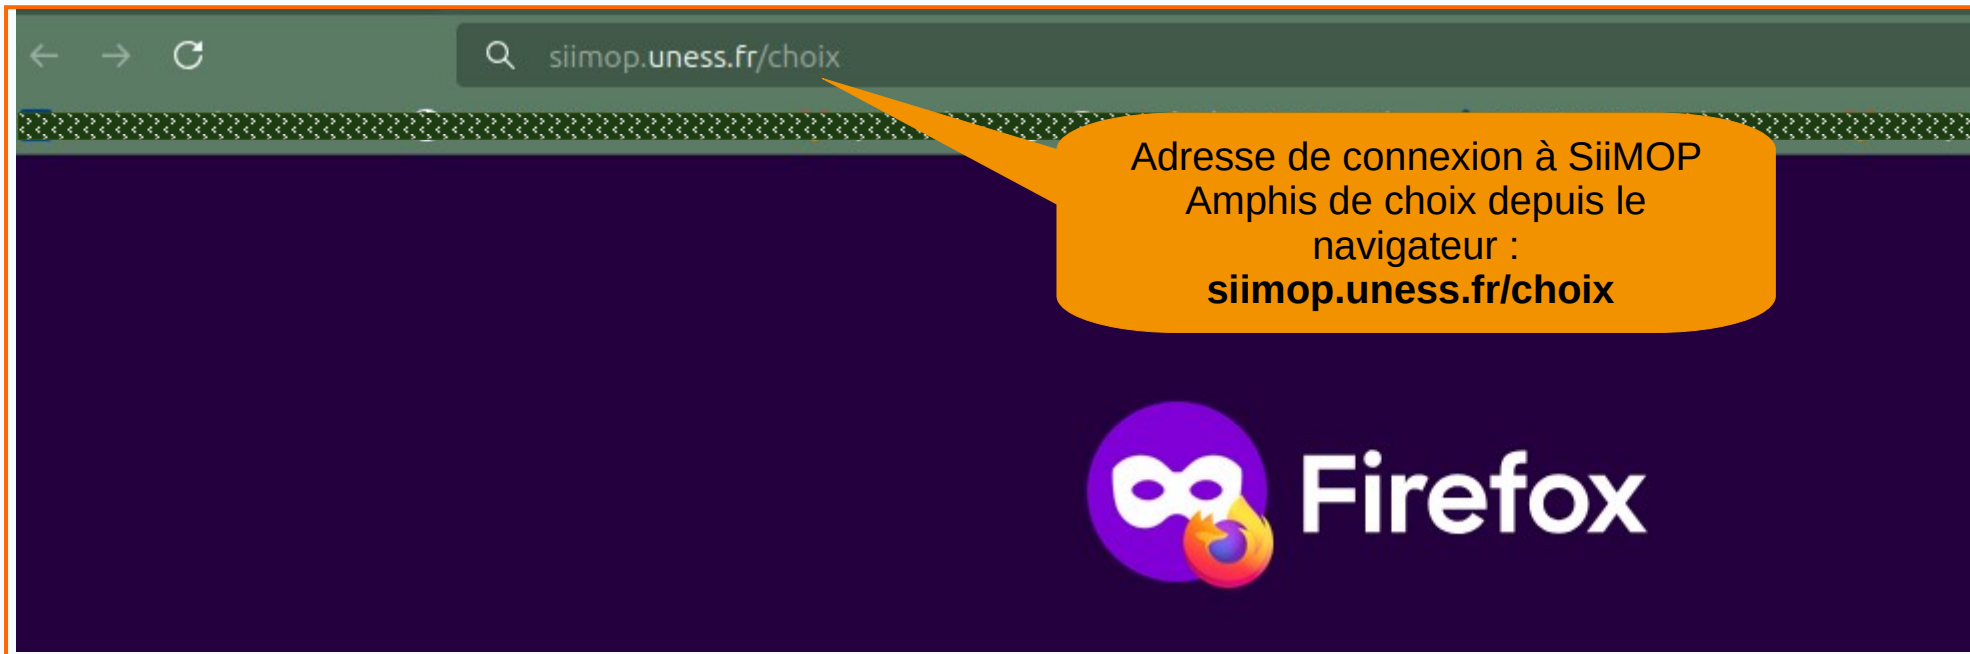 siimop.uness.fr/choix
Adresse de connexion à SiiMOP
Amphis de choix depuis le
navigateur :
siimop.uness.fr/choix
Firefox